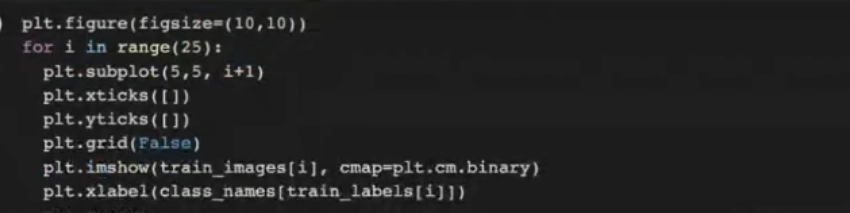 plt.figure(figsize=(10,10))
for i in range(25):
  plt.subplot(5,5, i+1)
  plt.xticks([])
  plt.yticks([])
  plt.grid(False)
  plt.imshow(train_images[i], cmap=plt.cm.binary)
  plt.xlabel(class_names[train_labels[i]])